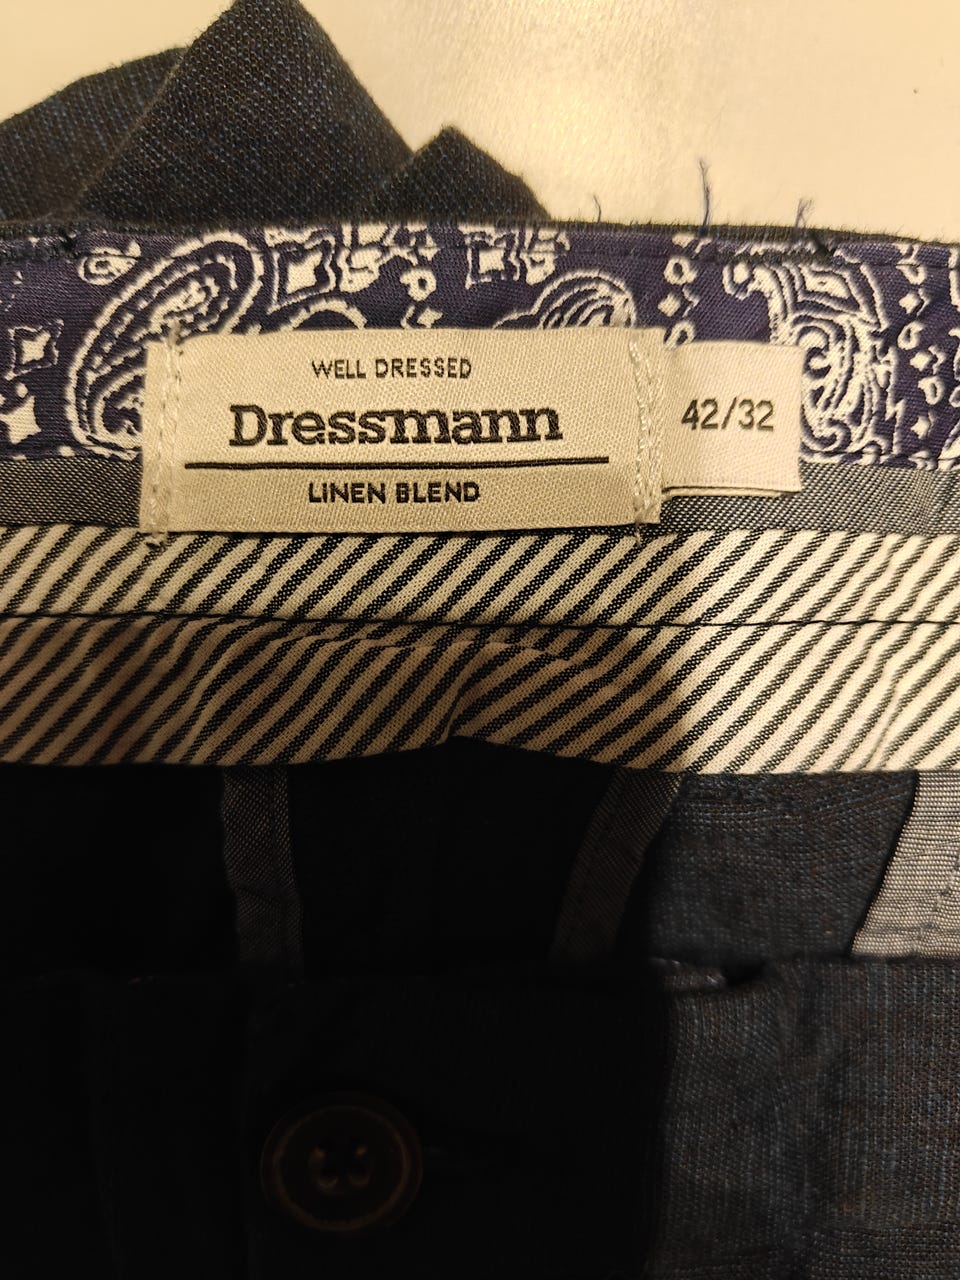 WELL DRESSED
Dressmann
LINEN BLEND
42/32